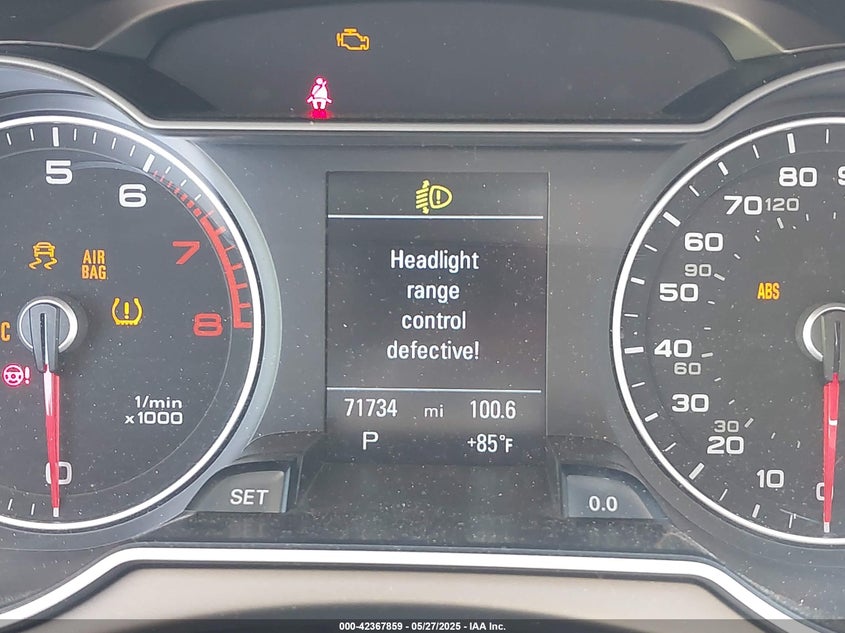 5
6
7
8
AIR
BAG
C
1/min
x1000
0
Headlight
range
control
defective!
71734 mi 100.6
P +85°F
SET
0.0
80
70 120
60
90
50
ABS
40
60
30
30
20
10
0
000-42367859 - 05/27/2025 - IAA Inc.